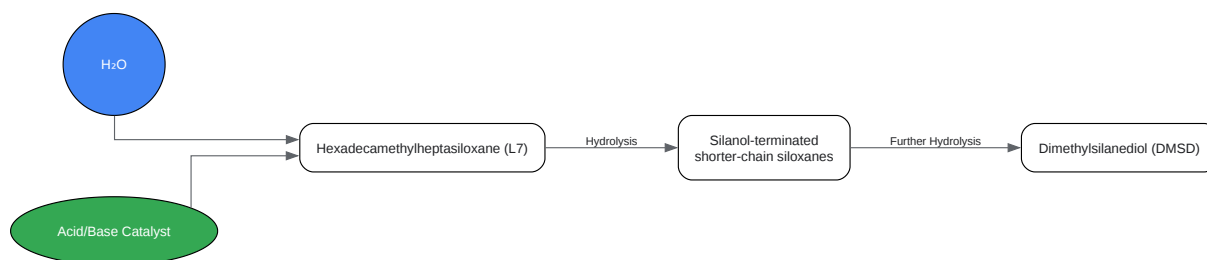 H₂O
Hexadecamethylheptasiloxane (L7)
Hydrolysis
Silanol-terminated
shorter-chain siloxanes
Further Hydrolysis
Dimethylsilanediol (DMSD)
Acid/Base Catalyst